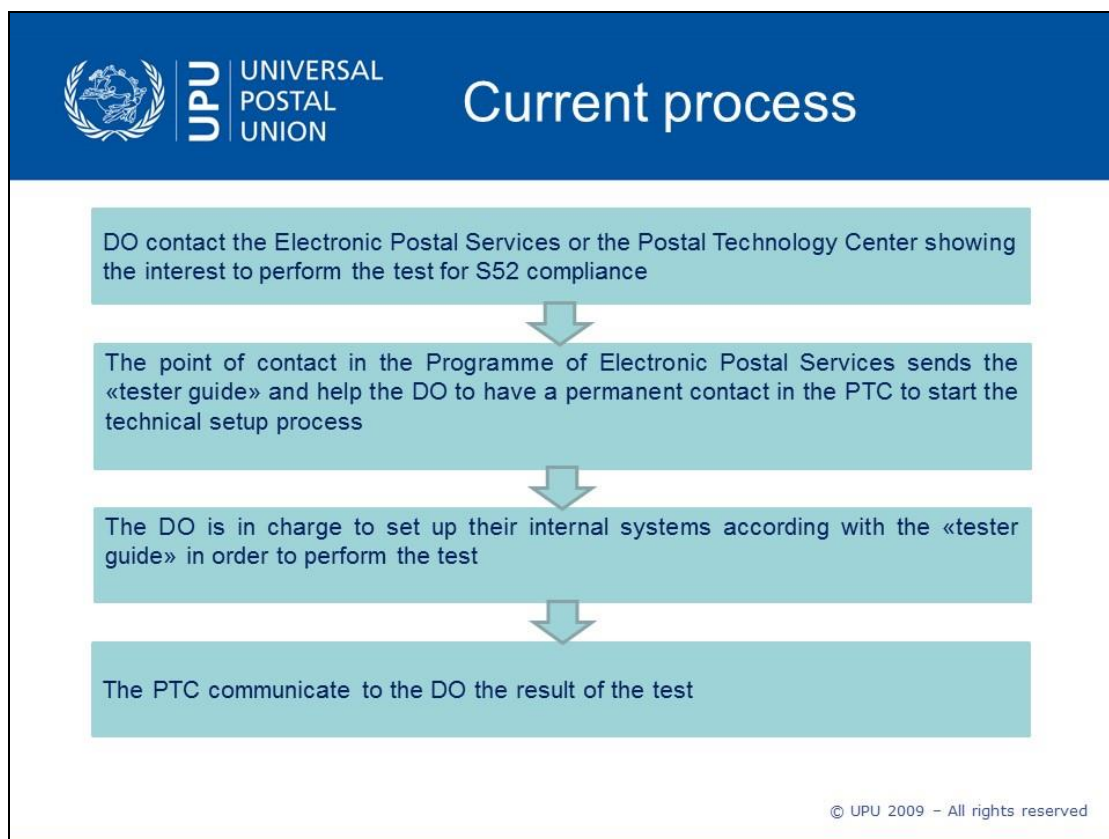 UPU
UNIVERSAL
POSTAL
UNION
Current process
DO contact the Electronic Postal Services or the Postal Technology Center showing
the interest to perform the test for S52 compliance
The point of contact in the Programme of Electronic Postal Services sends the
«tester guide» and help the DO to have a permanent contact in the PTC to start the
technical setup process
The DO is in charge to set up their internal systems according with the «tester
guide» in order to perform the test
The PTC communicate to the DO the result of the test
© UPU 2009 – All rights reserved